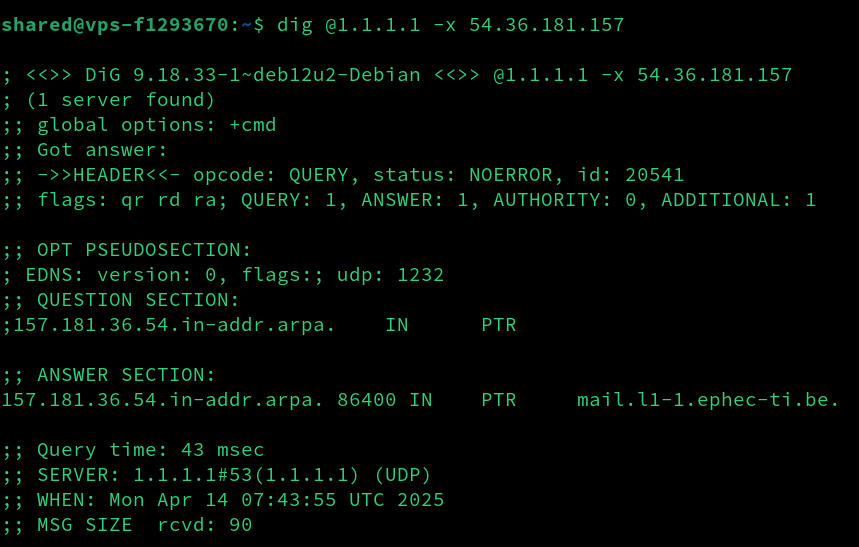 shared@vps-f1293670:~$ dig @1.1.1.1 -x 54.36.181.157
; <<>> DiG 9.18.33-1~deb12u2-Debian <<>> @1.1.1.1 -x 54.36.181.157
; (1 server found)
;; global options: +cmd
;; Got answer:
;; ->>HEADER<<- opcode: QUERY, status: NOERROR, id: 20541
;; flags: qr rd ra; QUERY: 1, ANSWER: 1, AUTHORITY: 0, ADDITIONAL: 1
;; OPT PSEUDOSECTION:
; EDNS: version: 0, flags:; udp: 1232
;; QUESTION SECTION:
;157.181.36.54.in-addr.arpa.    IN      PTR
;; ANSWER SECTION:
157.181.36.54.in-addr.arpa. 86400 IN    PTR     mail.l1-1.ephec-ti.be.
;; Query time: 43 msec
;; SERVER: 1.1.1.1#53(1.1.1.1) (UDP)
;; WHEN: Mon Apr 14 07:43:55 UTC 2025
;; MSG SIZE  rcvd: 90